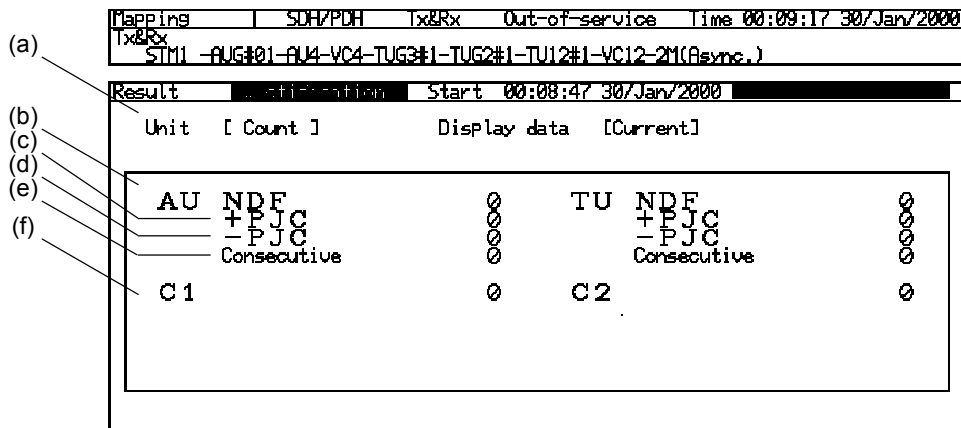 Mapping | SDH/PDH Tx&Rx Out-of-service Time 00:09:17 30/Jan/2000
Tx&Rx
STM1 -AUG#01-AU4-VC4-TUG3#1-TUG2#1-TU12#1-VC12-2M(Async.)
(a)
Result Start 00:08:47 30/Jan/2000
Unit [ Count ] Display data [Current]
(b)
(c)
(d)
(e)
(f)
AU NDF 0 TU NDF 0
+PJC 0 +PJC 0
-PJC 0 -PJC 0
Consecutive 0 Consecutive 0
C1 0 C2 0